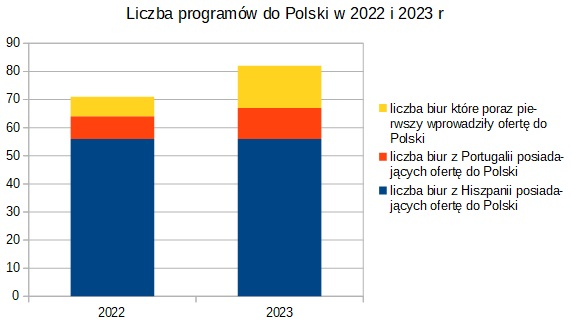 Liczba programów do Polski w 2022 i 2023 r
90
80
70
60
50
40
30
20
10
0
2022
2023
liczba biur które poraz pie-
rwszy wprowadziły ofertę do
Polski
liczba biur z Portugalii posiada-
jących ofertę do Polski
liczba biur z Hiszpanii posiada-
jących ofertę do Polski